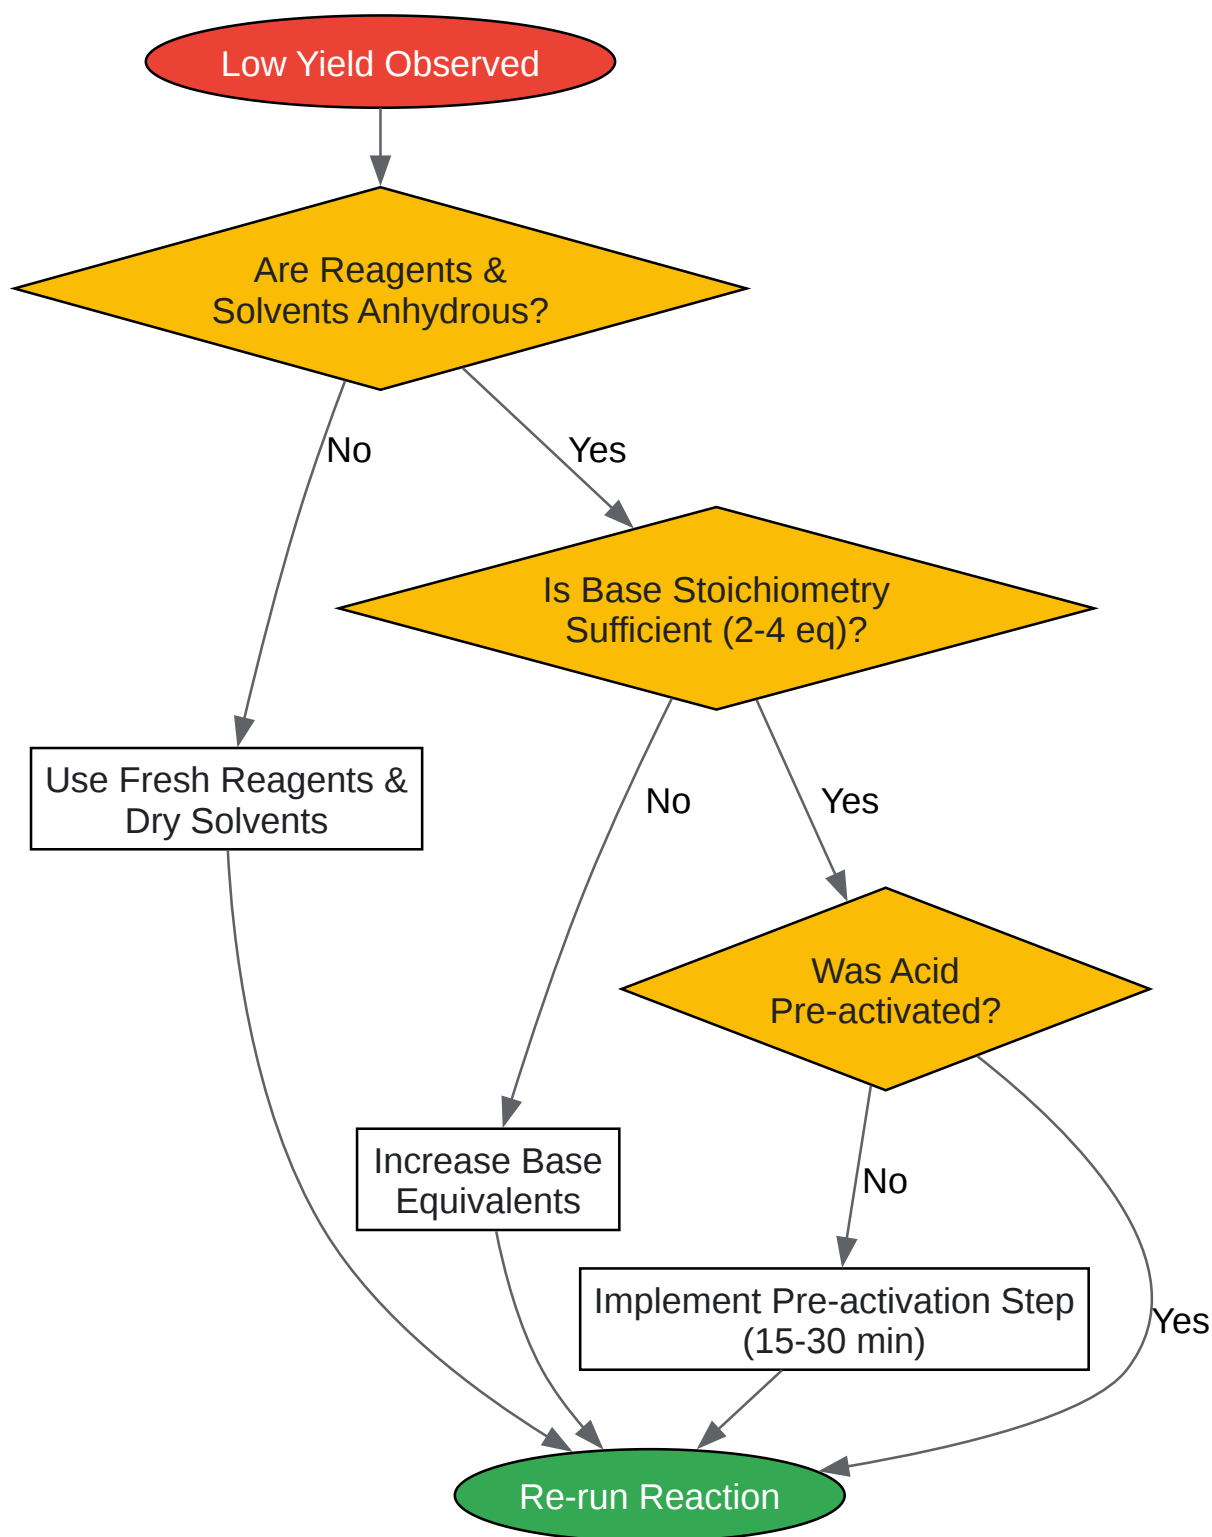 Low Yield Observed
Are Reagents &
Solvents Anhydrous?
No
Yes
Is Base Stoichiometry
Sufficient (2-4 eq)?
Use Fresh Reagents &
Dry Solvents
No
Yes
Was Acid
Pre-activated?
Increase Base
Equivalents
No
Implement Pre-activation Step
(15-30 min)
Yes
Re-run Reaction